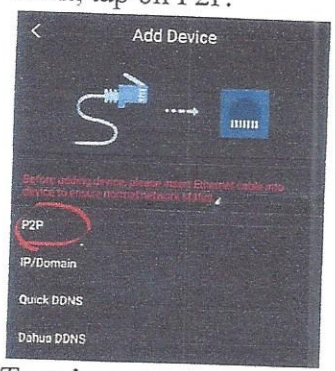 tap on P2P.
Add Device
Before adding device, please insert Ethernet cable into
device to ensure normal network status.
P2P
IP/Domain
Quick DDNS
Dahua DDNS